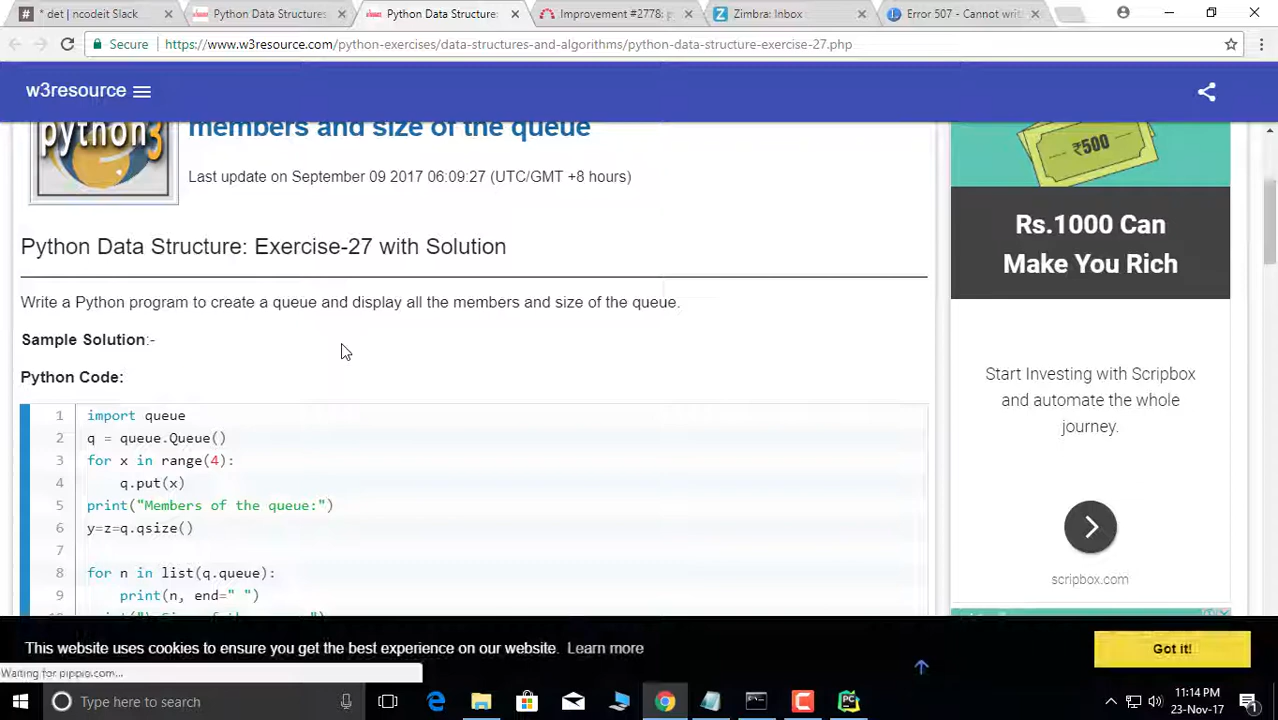 * det | ncodeit Slack
Python Data Structures
Python Data Structure:
Improvement #2778: p
Zimbra: Inbox
Error 507 - Cannot writ
Secure
https://www.w3resource.com/python-exercises/data-structures-and-algorithms/python-data-structure-exercise-27.php
w3resource
python3
members and size of the queue
Last update on September 09 2017 06:09:27 (UTC/GMT +8 hours)
Python Data Structure: Exercise-27 with Solution
Write a Python program to create a queue and display all the members and size of the queue.
Sample Solution:-
Python Code:
1 import queue
2 q = queue.Queue()
3 for x in range(4):
4     q.put(x)
5 print("Members of the queue:")
6 y=z=q.qsize()
7
8 for n in list(q.queue):
9     print(n, end=" ")
₹500
Rs.1000 Can
Make You Rich
Start Investing with Scripbox
and automate the whole
journey.
scripbox.com
This website uses cookies to ensure you get the best experience on our website. Learn more
Got it!
Waiting for pippio.com...
Type here to search
11:14 PM
23-Nov-17
1